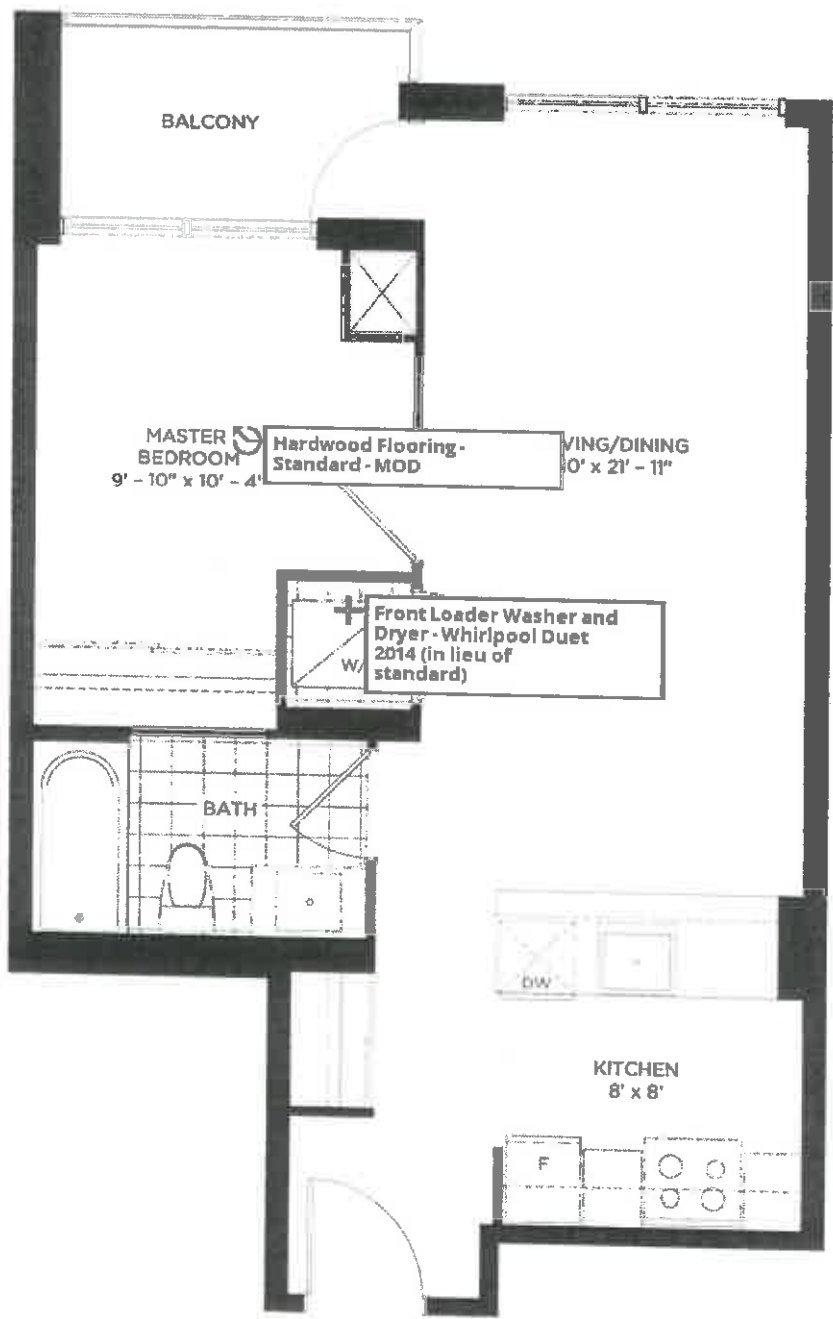 BALCONY
MASTER
BEDROOM
9' - 10" x 10' - 4"
Hardwood Flooring -
Standard - MOD
VING/DINING
0' x 21' - 11"
Front Loader Washer and
Dryer - Whirlpool Duet
2014 (in lieu of
standard)
W/
BATH
DW
KITCHEN
8' x 8'
F